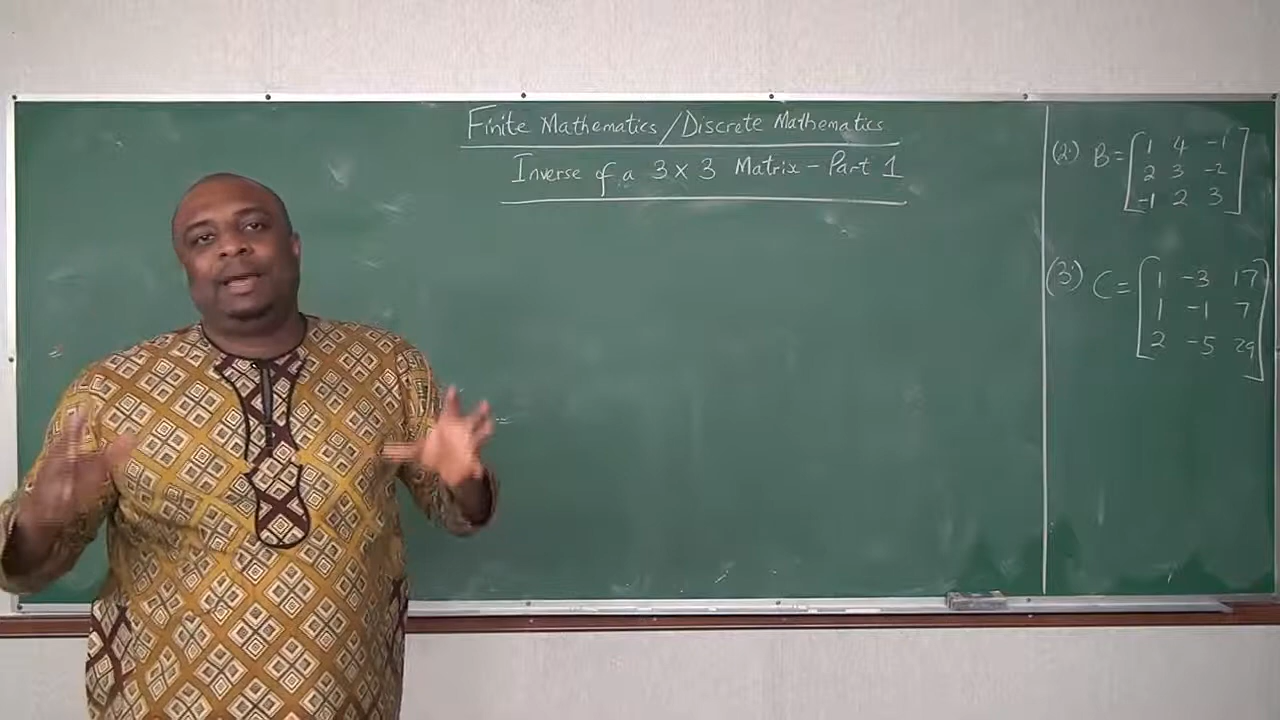 Finite Mathematics/Discrete Mathematics
Inverse of a 3 × 3 Matrix - Part 1
(2.) B = [ 1 4 -1
2 3 -2
-1 2 3 ]
(3.) C = [ 1 -3 17
1 -1 7
2 -5 29 ]